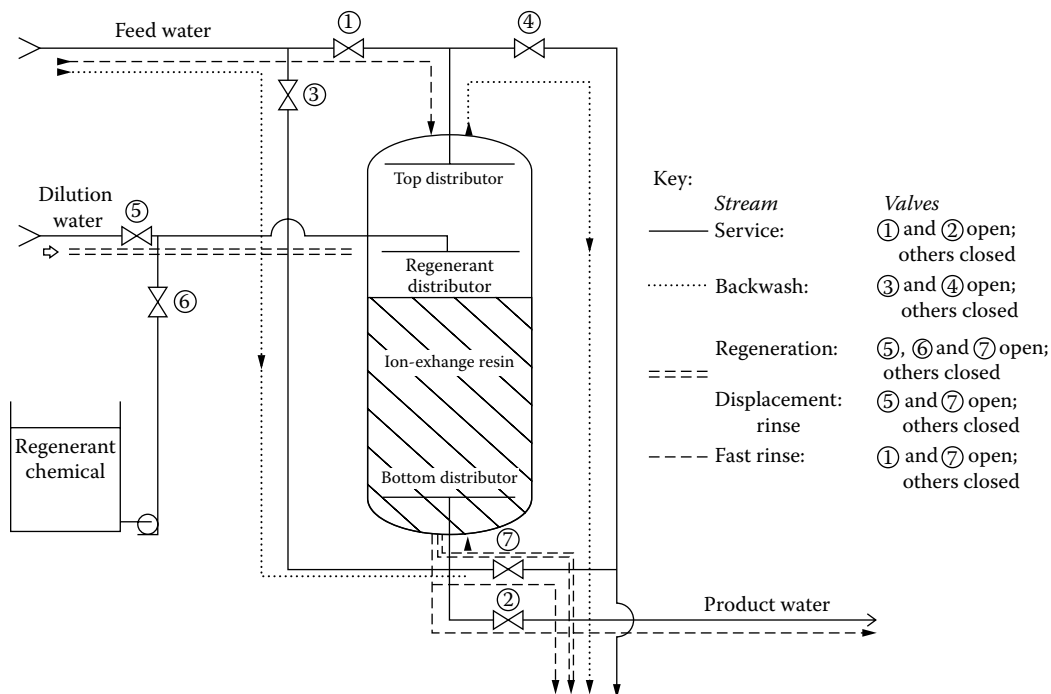 ① ④
Feed water
③
Top distributor
Dilution
water
⑤
Regenerant
distributor
⑥
Ion-exhange resin
Regenerant
chemical
Bottom distributor
⑦
②
Product water
Key:
Stream Valves
Service: ① and ② open;
others closed
Backwash: ③ and ④ open;
others closed
Regeneration: ⑤, ⑥ and ⑦ open;
others closed
Displacement: ⑤ and ⑦ open;
rinse others closed
Fast rinse: ① and ⑦ open;
others closed